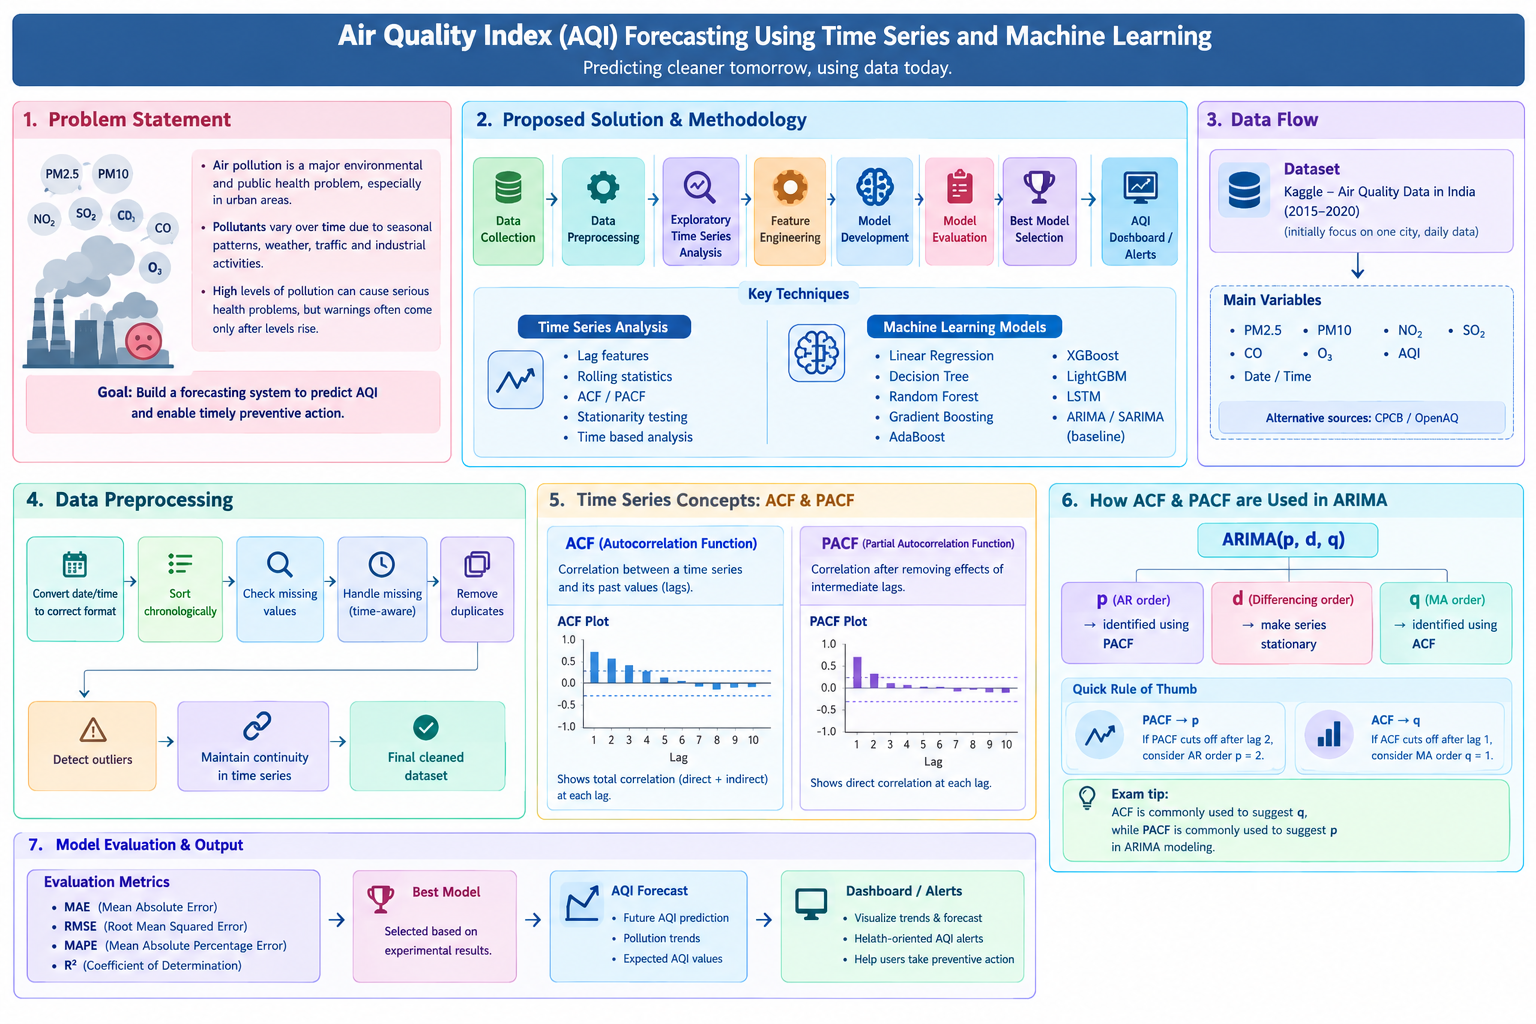 Air Quality Index (AQI) Forecasting Using Time Series and Machine Learning
Predicting cleaner tomorrow, using data today.
1. Problem Statement
PM2.5
PM10
NO₂
SO₂
CD₂
CO
O₃
• Air pollution is a major environmental
and public health problem, especially
in urban areas.
• Pollutants vary over time due to seasonal
patterns, weather, traffic and industrial
activities.
• High levels of pollution can cause serious
health problems, but warnings often come
only after levels rise.
Goal: Build a forecasting system to predict AQI
and enable timely preventive action.
2. Proposed Solution & Methodology
Data
Collection
Data
Preprocessing
Exploratory
Time Series
Analysis
Feature
Engineering
Model
Development
Model
Evaluation
Best Model
Selection
AQI
Dohboard /
Alerts
Key Techniques
Time Series Analysis
• Lag features
• Rolling statistics
• ACF / PACF
• Stationarity testing
• Time based analysis
Machine Learning Models
• Linear Regression
• Decision Tree
• Random Forest
• Gradient Boosting
• AdaBoost
• XGBoost
• LightGBM
• LSTM
• ARIMA / SARIMA
(baseline)
3. Data Flow
Dataset
Kaggle – Air Quality Data in India
(2015–2020)
(initially focus on one city, daily data)
Main Variables
• PM2.5 • PM10 • NO₂ • SO₂
• CO • O₃ • AQI
• Date / Time
Alternative sources: CPCB / OpenAQ
4. Data Preprocessing
Convert date/time
to correct format
Sort
chronologically
Check missing
values
Handle missing
(time-aware)
Remove
duplicates
Detect outliers
Maintain continuity
in time series
Final cleaned
dataset
5. Time Series Concepts: ACF & PACF
ACF (Autocorrelation Function)
Correlation between a time series
and its past values (lags).
ACF Plot
1.0
0.5
0.0
-0.5
-1.0
1 2 3 4 5 6 7 8 9 10
Lag
Shows total correlation (direct + indirect)
at each lag.
PACF (Partial Autocorrelation Function)
Correlation after removing effects of
intermediate lags.
PACF Plot
1.0
0.5
0.0
-0.5
-1.0
1 2 3 4 5 6 7 8 9 10
Lag
Shows direct correlation at each lag.
6. How ACF & PACF are Used in ARIMA
ARIMA(p, d, q)
p (AR order)
→ identified using
PACF
d (Differencing order)
→ make series
stationary
q (MA order)
→ identified using
ACF
Quick Rule of Thumb
PACF → p
If PACF cuts off after lag 2,
consider AR order p = 2.
ACF → q
If ACF cuts off after lag 1,
consider MA order q = 1.
Exam tip:
ACF is commonly used to suggest q,
while PACF is commonly used to suggest p
in ARIMA modeling.
7. Model Evaluation & Output
Evaluation Metrics
• MAE (Mean Absolute Error)
• RMSE (Root Mean Squared Error)
• MAPE (Mean Absolute Percentage Error)
• R² (Coefficient of Determination)
Best Model
Selected based on
experimental results.
AQI Forecast
• Future AQI prediction
• Pollution trends
• Expected AQI values
Dashboard / Alerts
• Visualize trends & forecast
• Helath-oriented AQI alerts
• Help users take preventive action